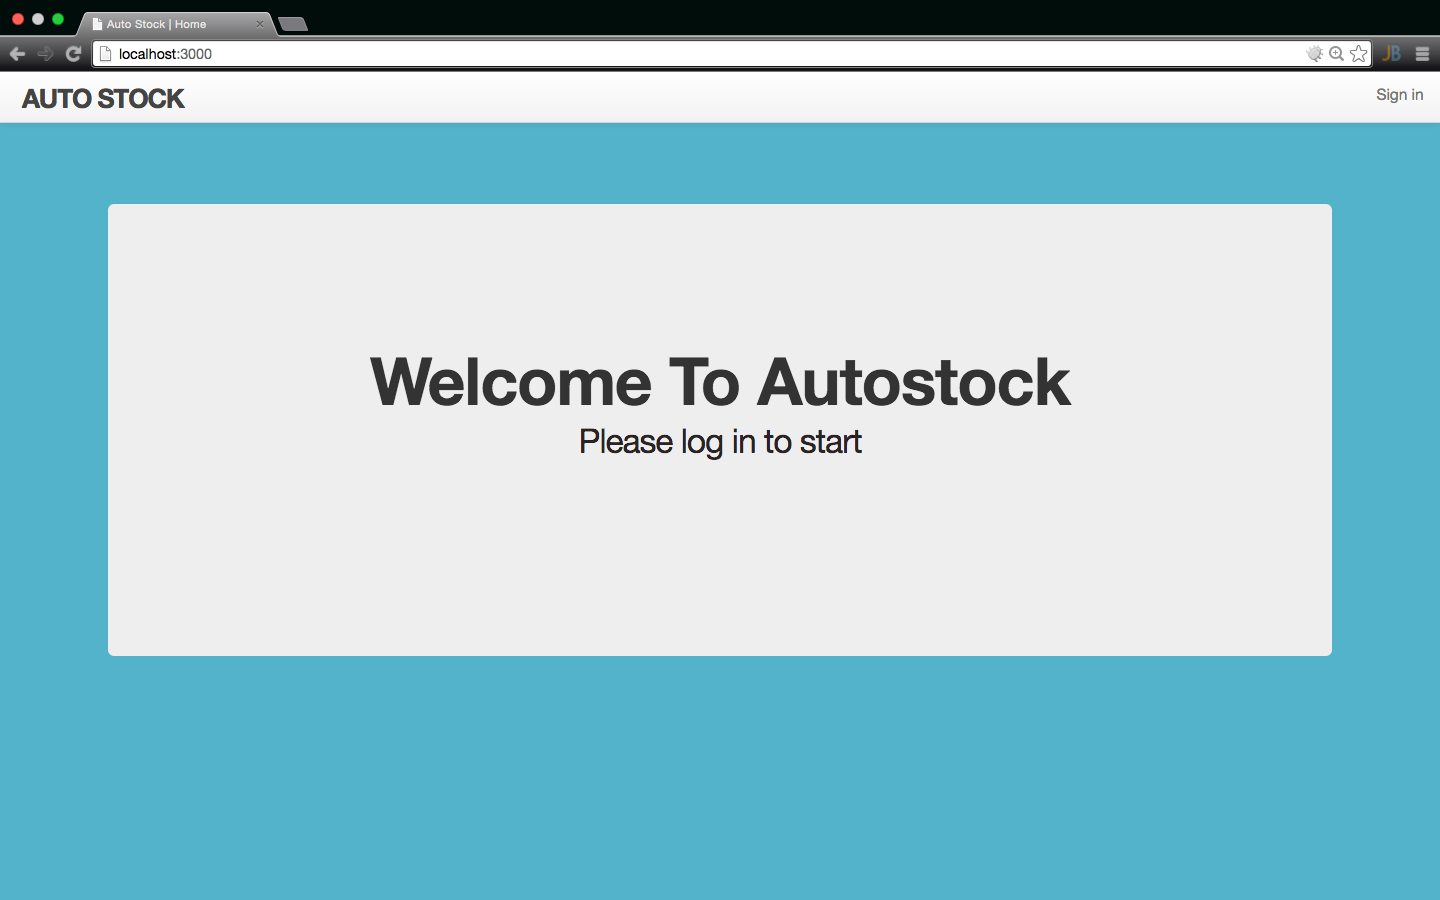 Auto Stock | Home
localhost:3000
JB
AUTO STOCK
Sign in
Welcome To Autostock
Please log in to start